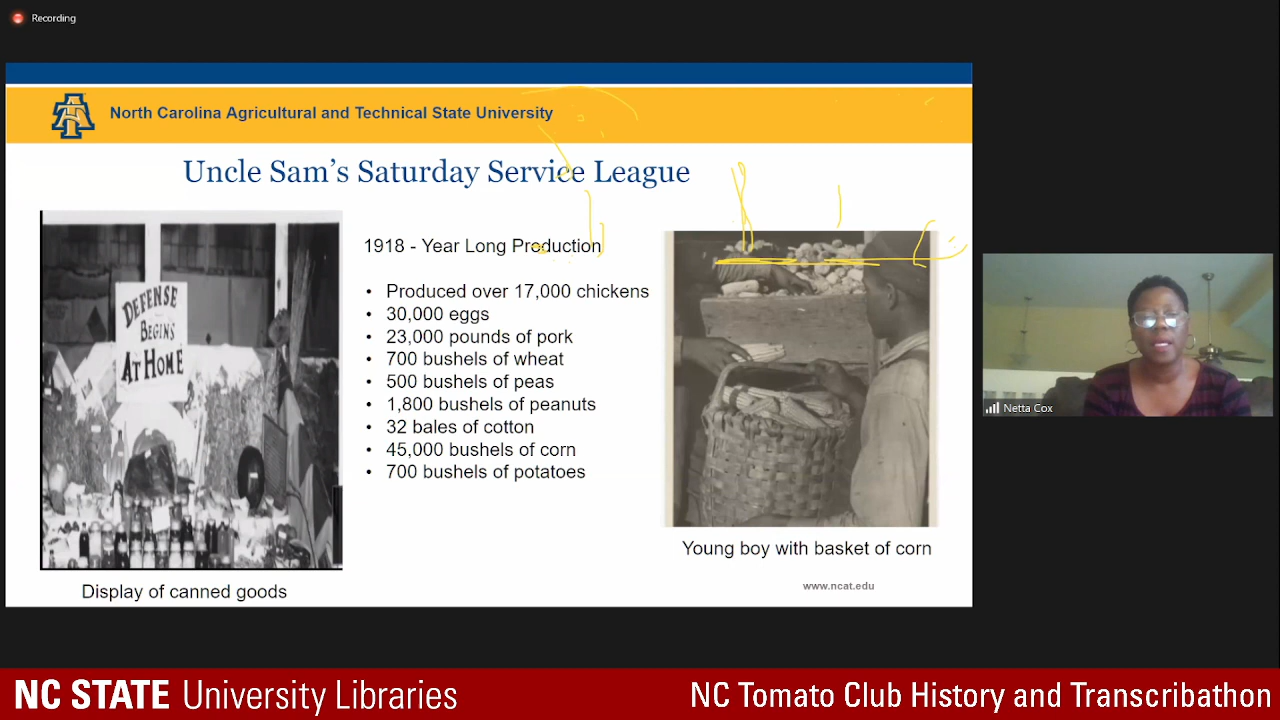 Recording
North Carolina Agricultural and Technical State University
Uncle Sam's Saturday Service League
DEFENSE
BEGINS
AT HOME
Display of canned goods
1918 - Year Long Production
• Produced over 17,000 chickens
• 30,000 eggs
• 23,000 pounds of pork
• 700 bushels of wheat
• 500 bushels of peas
• 1,800 bushels of peanuts
• 32 bales of cotton
• 45,000 bushels of corn
• 700 bushels of potatoes
Young boy with basket of corn
www.ncat.edu
Netta Cox
NC STATE University Libraries
NC Tomato Club History and Transcribathon